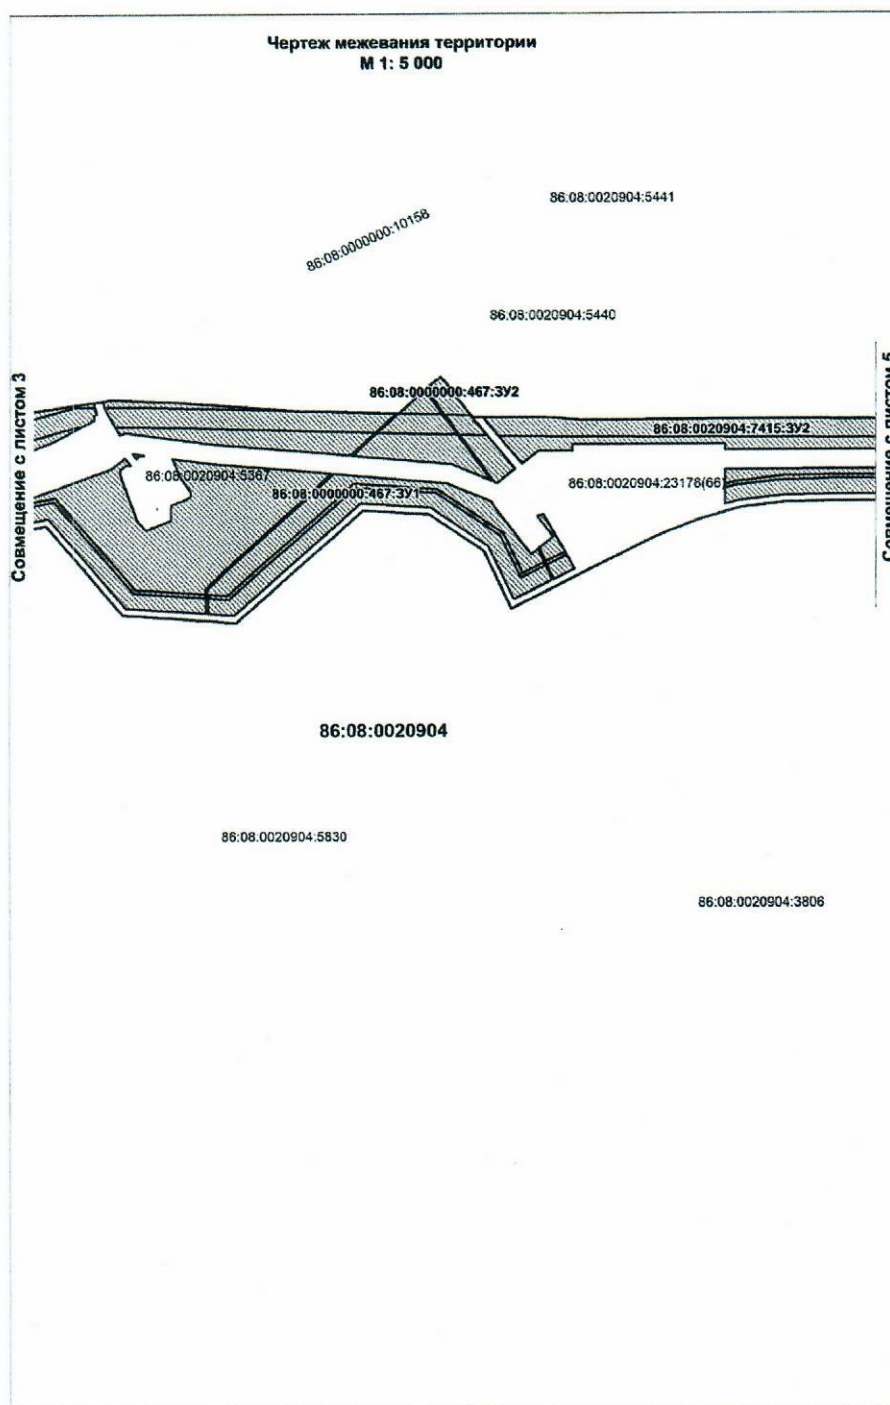 Чертеж межевания территории
М 1: 5 000
86:08:0020904:5441
86:08:0000000:10158
86:08:0020904:5440
Совмещение с листом 3
Совмещение с листом 5
86:08:0000000:467:ЗУ2
86:08:0020904:7415:ЗУ2
86:08:0020904:5367
86:08:0020904:23178(66)
86:08:0000000:467:ЗУ1
86:08:0020904
86:08:0020904:5830
86:08:0020904:3806